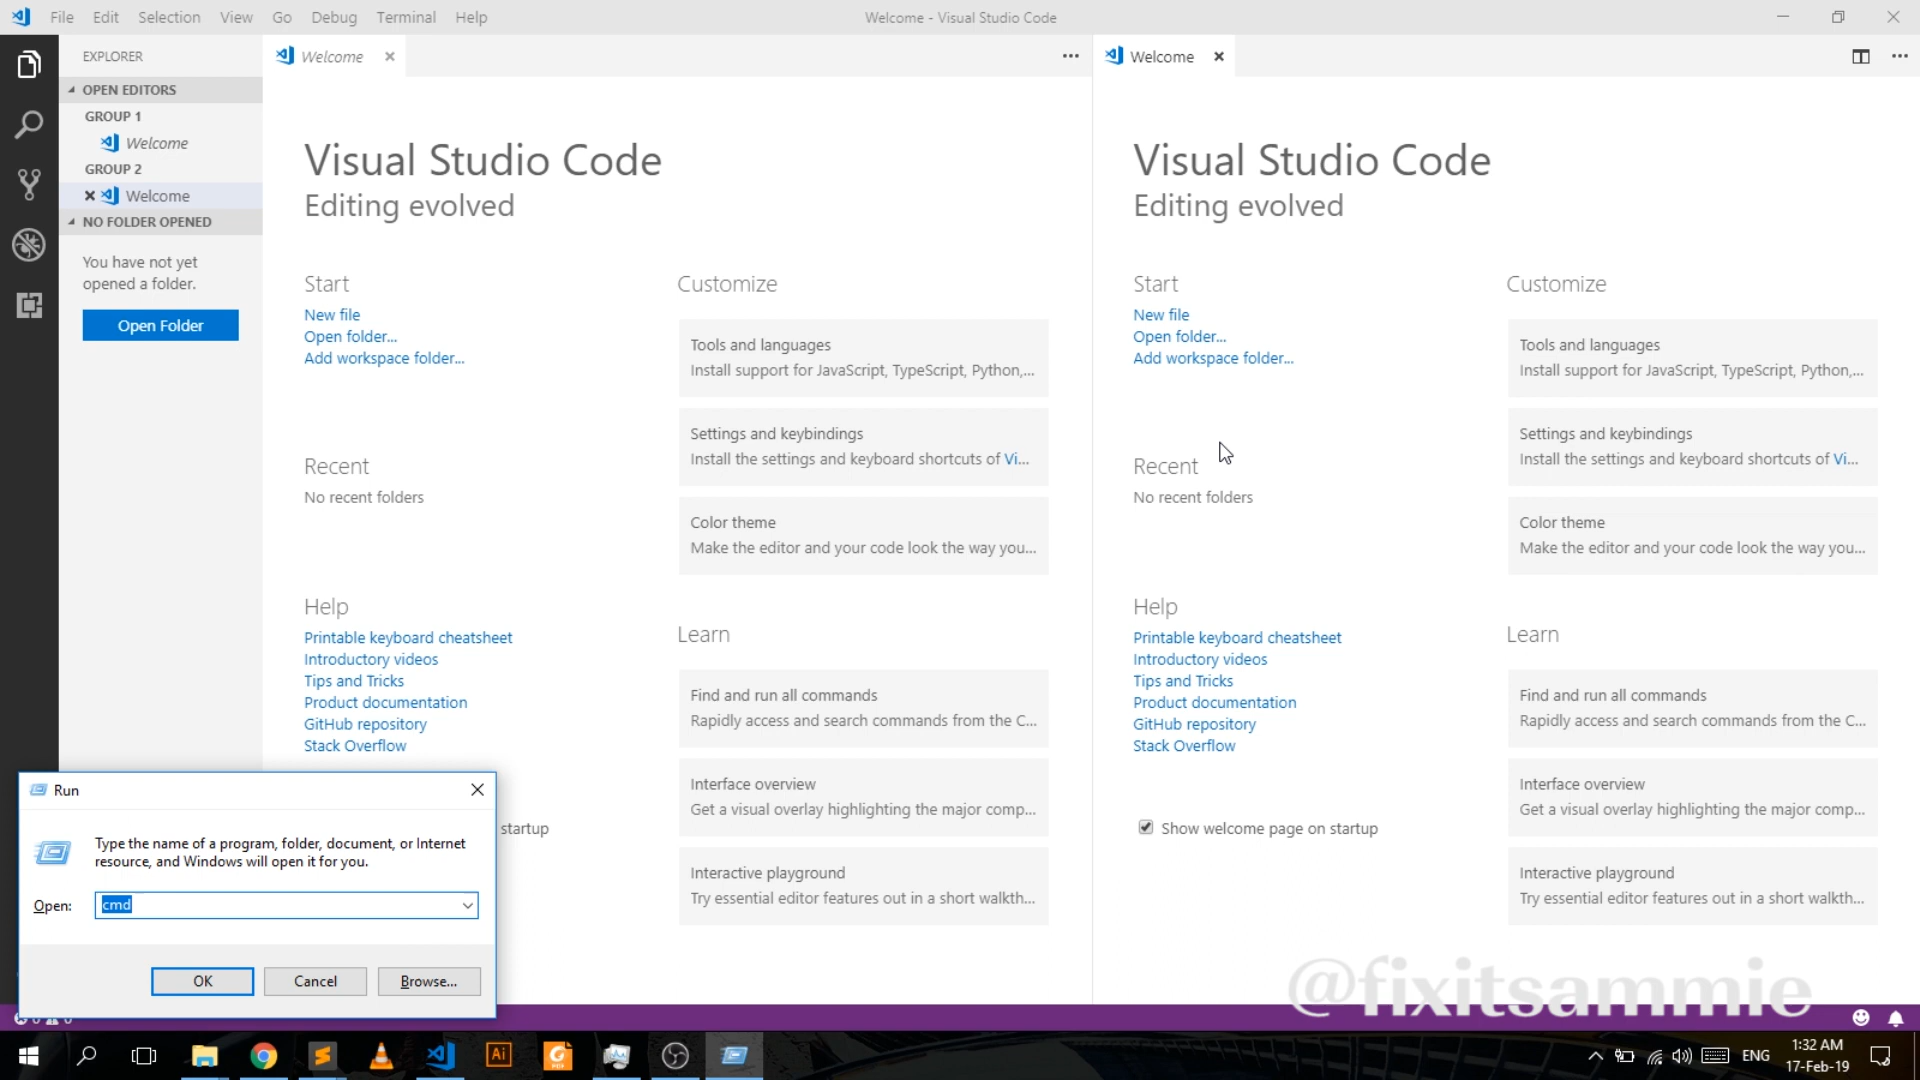 File Edit Selection View Go Debug Terminal Help
Welcome - Visual Studio Code
EXPLORER
OPEN EDITORS
GROUP 1
Welcome
GROUP 2
Welcome
NO FOLDER OPENED
You have not yet
opened a folder.
Open Folder
Welcome
Visual Studio Code
Editing evolved
Start
New file
Open folder...
Add workspace folder...
Recent
No recent folders
Help
Printable keyboard cheatsheet
Introductory videos
Tips and Tricks
Product documentation
GitHub repository
Stack Overflow
startup
Customize
Tools and languages
Install support for JavaScript, TypeScript, Python,...
Settings and keybindings
Install the settings and keyboard shortcuts of Vi...
Color theme
Make the editor and your code look the way you...
Learn
Find and run all commands
Rapidly access and search commands from the C...
Interface overview
Get a visual overlay highlighting the major comp...
Interactive playground
Try essential editor features out in a short walkth...
Welcome
Visual Studio Code
Editing evolved
Start
New file
Open folder...
Add workspace folder...
Recent
No recent folders
Help
Printable keyboard cheatsheet
Introductory videos
Tips and Tricks
Product documentation
GitHub repository
Stack Overflow
Show welcome page on startup
Customize
Tools and languages
Install support for JavaScript, TypeScript, Python,...
Settings and keybindings
Install the settings and keyboard shortcuts of Vi...
Color theme
Make the editor and your code look the way you...
Learn
Find and run all commands
Rapidly access and search commands from the C...
Interface overview
Get a visual overlay highlighting the major comp...
Interactive playground
Try essential editor features out in a short walkth...
Run
Type the name of a program, folder, document, or Internet
resource, and Windows will open it for you.
Open: cmd
OK Cancel Browse...
@fixitsammie
Ai
ENG
1:32 AM
17-Feb-19